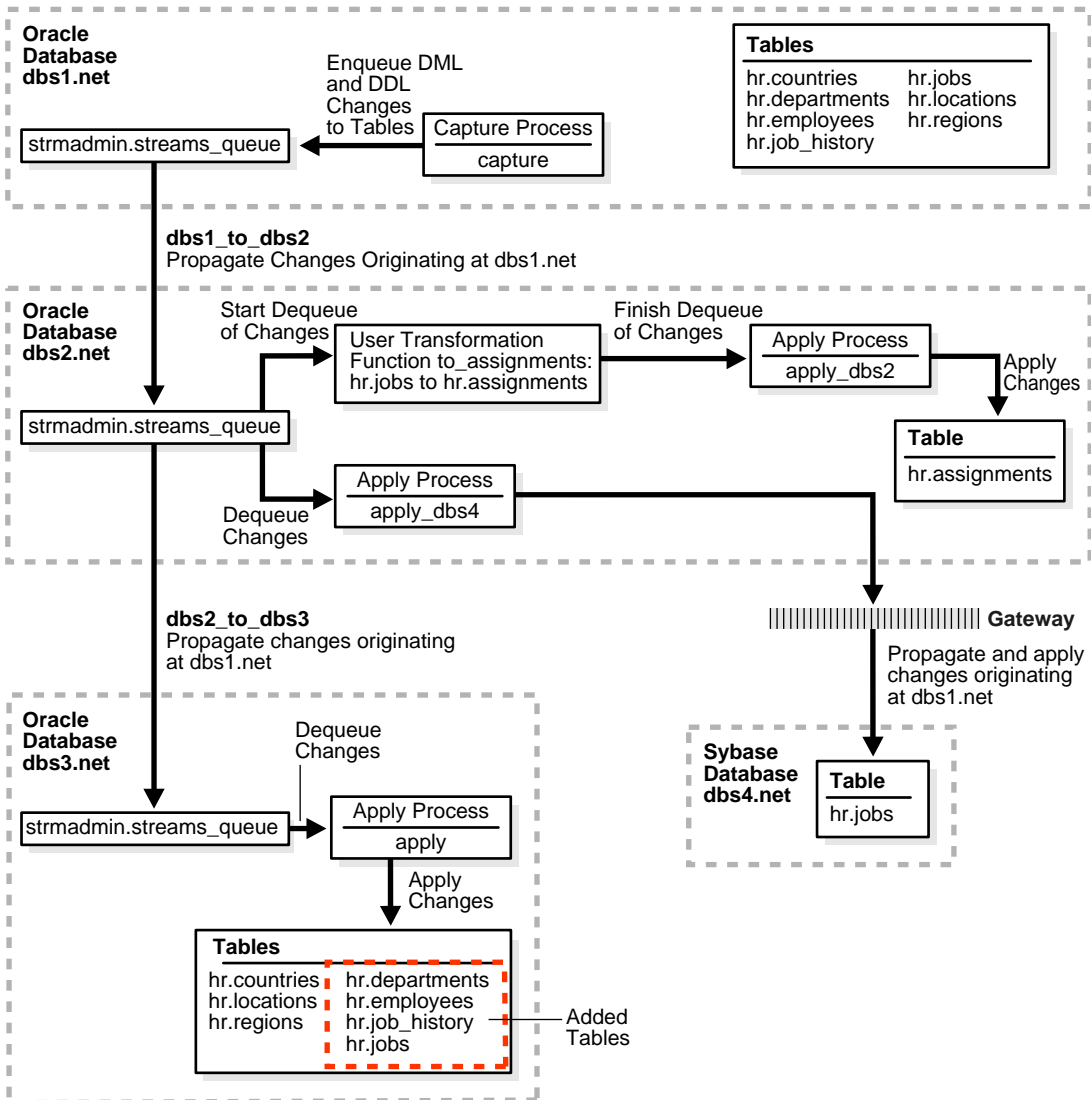 Oracle
Database
dbs1.net
Enqueue DML
and DDL
Changes
to Tables
Capture Process
capture
strmadmin.streams_queue
Tables
hr.countries hr.jobs
hr.departments hr.locations
hr.employees hr.regions
hr.job_history
dbs1_to_dbs2
Propagate Changes Originating at dbs1.net
Oracle
Database
dbs2.net
Start Dequeue
of Changes
User Transformation
Function to_assignments:
hr.jobs to hr.assignments
Finish Dequeue
of Changes
Apply Process
apply_dbs2
Apply
Changes
strmadmin.streams_queue
Table
hr.assignments
Dequeue
Changes
Apply Process
apply_dbs4
dbs2_to_dbs3
Propagate changes originating
at dbs1.net
Gateway
Propagate and apply
changes originating
at dbs1.net
Oracle
Database
dbs3.net
Dequeue
Changes
strmadmin.streams_queue
Apply Process
apply
Apply
Changes
Sybase
Database
dbs4.net
Table
hr.jobs
Tables
hr.countries hr.departments
hr.locations hr.employees
hr.regions hr.job_history
hr.jobs
Added
Tables